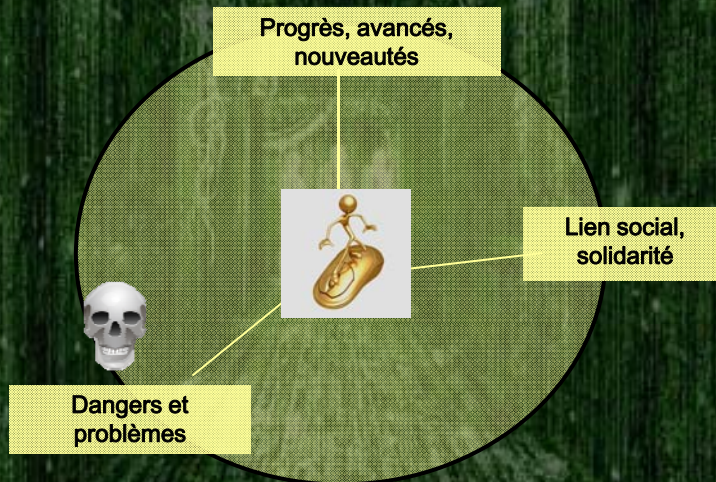 Progrès, avancés,
nouveautés
Lien social,
solidarité
Dangers et
problèmes